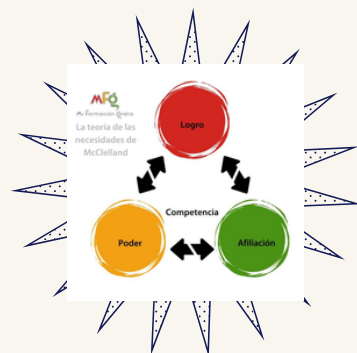 MFG
Mi Formación Gratis
La teoría de las
necesidades de
McClelland
Logro
Competencia
Poder
Afiliación